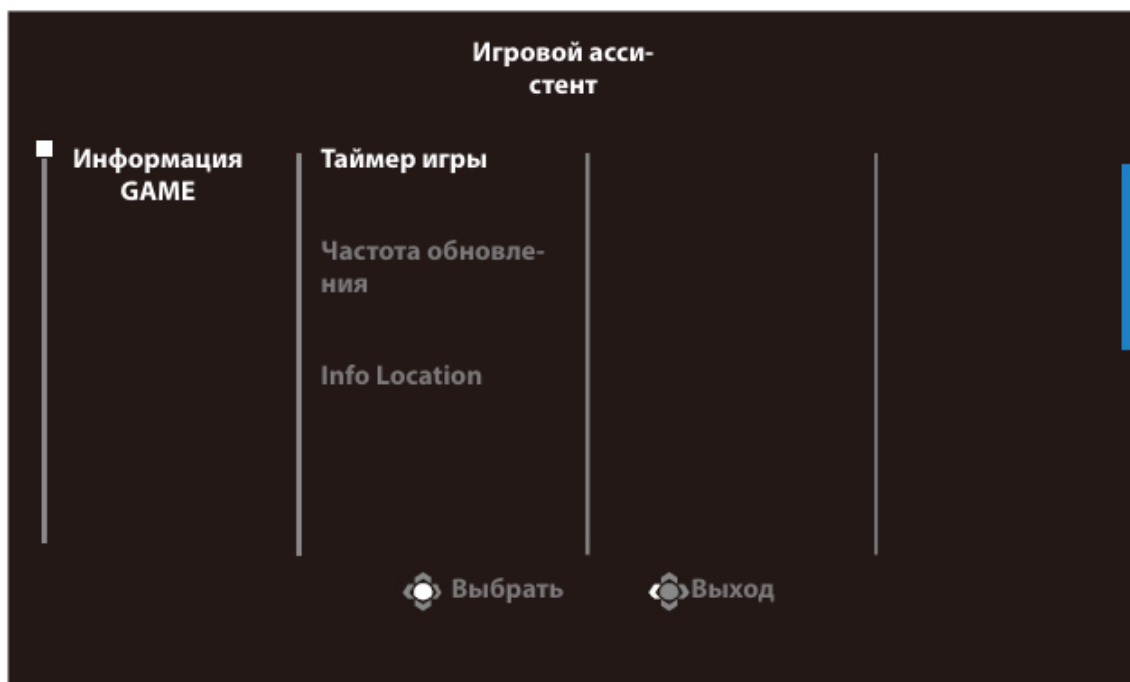 Игровой асси-
стент
Информация
GAME
Таймер игры
Частота обновле-
ния
Info Location
Выбрать
Выход